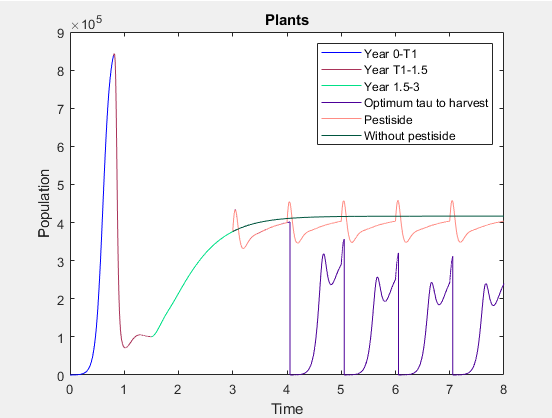 Plants
×10^5
9
8
7
6
5
4
3
2
1
0
Population
0 1 2 3 4 5 6 7 8
Time
Year 0-T1
Year T1-1.5
Year 1.5-3
Optimum tau to harvest
Pestiside
Without pestiside